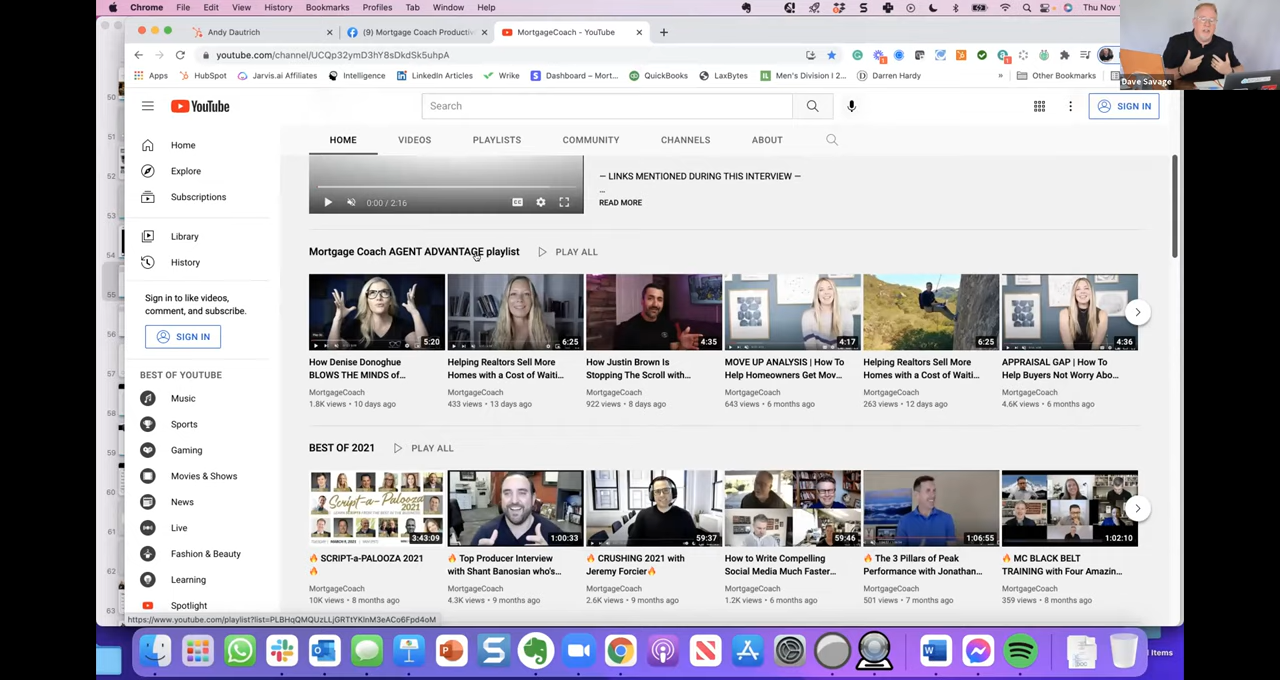 Chrome File Edit View History Bookmarks Profiles Tab Window Help
Thu Nov
Andy Dautrich
(3) Mortgage Coach Producti
MortgageCoach - YouTube
youtube.com/channel/UCQp32ymD3hY8sDkdSk5uhpA
Apps HubSpot Jarvis.ai Affiliates Intelligence LinkedIn Articles Wrike Dashboard – Mort... QuickBooks LaxBytes Men's Division I 2... Darren Hardy » Other Bookmarks
Dave Savage
YouTube
Search
SIGN IN
HOME VIDEOS PLAYLISTS COMMUNITY CHANNELS ABOUT
Home
Explore
Subscriptions
Library
History
Sign in to like videos,
comment, and subscribe.
SIGN IN
BEST OF YOUTUBE
Music
Sports
Gaming
Movies & Shows
News
Live
Fashion & Beauty
Learning
Spotlight
0:00 / 2:16
— LINKS MENTIONED DURING THIS INTERVIEW —
...
READ MORE
Mortgage Coach AGENT ADVANTAGE playlist PLAY ALL
5:20 6:25 4:35 4:17 6:25 4:36
How Denise Donoghue
BLOWS THE MINDS of...
MortgageCoach
1.8K views • 10 days ago
Helping Realtors Sell More
Homes with a Cost of Waiti...
MortgageCoach
433 views • 13 days ago
How Justin Brown Is
Stopping The Scroll with...
MortgageCoach
922 views • 8 days ago
MOVE UP ANALYSIS | How To
Help Homeowners Get Mov...
MortgageCoach
643 views • 6 months ago
Helping Realtors Sell More
Homes with a Cost of Waiti...
MortgageCoach
263 views • 12 days ago
APPRAISAL GAP | How To
Help Buyers Not Worry Abo...
MortgageCoach
4.6K views • 6 months ago
BEST OF 2021 PLAY ALL
Script-a-Palooza
2021
3:43:09 1:00:33 59:37 59:46 1:06:55 1:02:10
🔥 SCRIPT-a-PALOOZA 2021
🔥
MortgageCoach
10K views • 8 months ago
🔥 Top Producer Interview
with Shant Banosian who's...
MortgageCoach
4.3K views • 9 months ago
🔥 CRUSHING 2021 with
Jeremy Forcier🔥
MortgageCoach
2.6K views • 9 months ago
How to Write Compelling
Social Media Much Faster...
MortgageCoach
1.2K views • 6 months ago
🔥 The 3 Pillars of Peak
Performance with Jonathan...
MortgageCoach
501 views • 7 months ago
🔥 MC BLACK BELT
TRAINING with Four Amazin...
MortgageCoach
359 views • 8 months ago
https://www.youtube.com/playlist?list=PLBHqQMQUzLLjGRTtYKlnM3eACo6Fpd4oM
50
51
52
53
54
55
56
57
58
59
60
61
62
63
Items